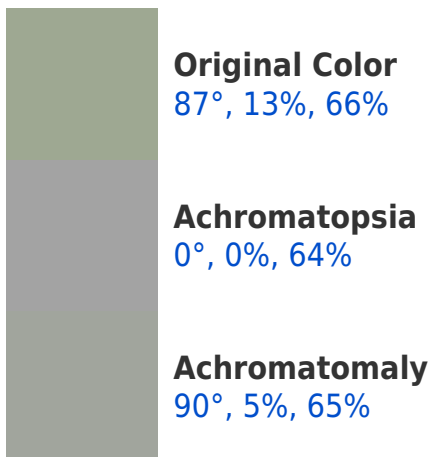 Original Color
87°, 13%, 66%
Achromatopsia
0°, 0%, 64%
Achromatomaly
90°, 5%, 65%